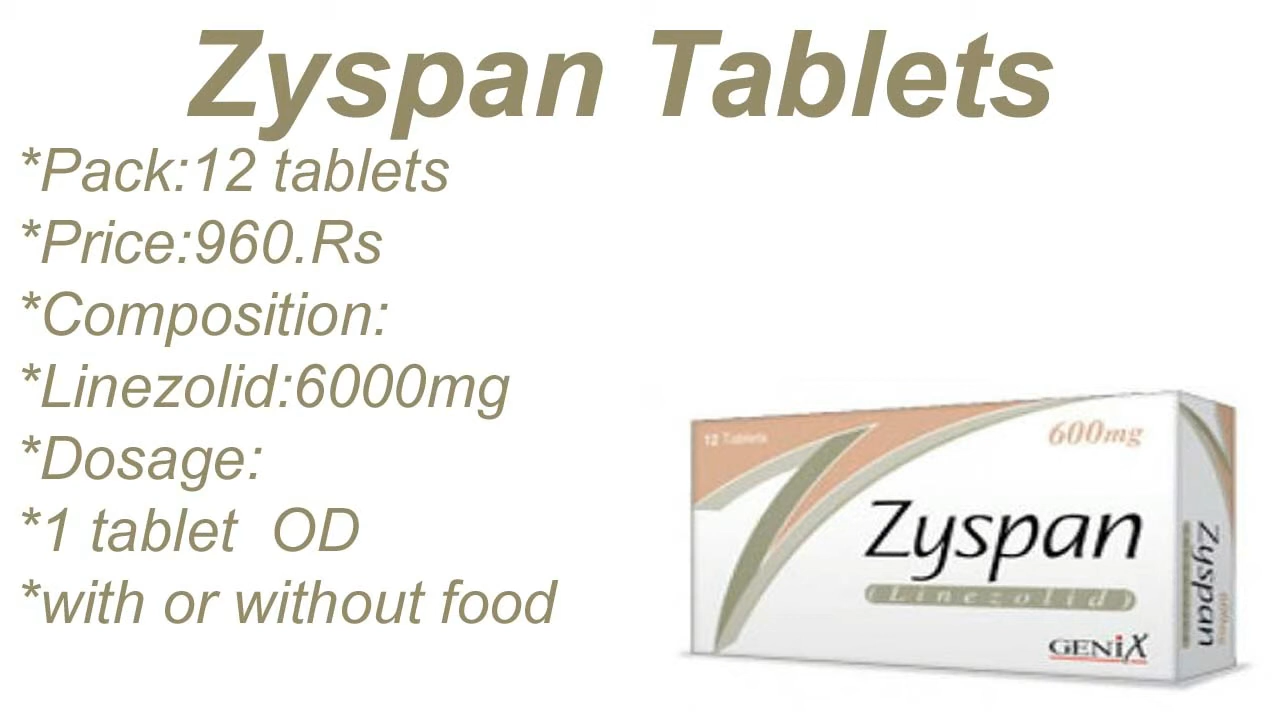 Zyspan Tablets
*Pack:12 tablets
*Price:960.Rs
*Composition:
*Linezolid:6000mg
*Dosage:
*1 tablet  OD
*with or without food
12 Tablets
600mg
Zyspan
(Linezolid)
GENiX
Zyspan